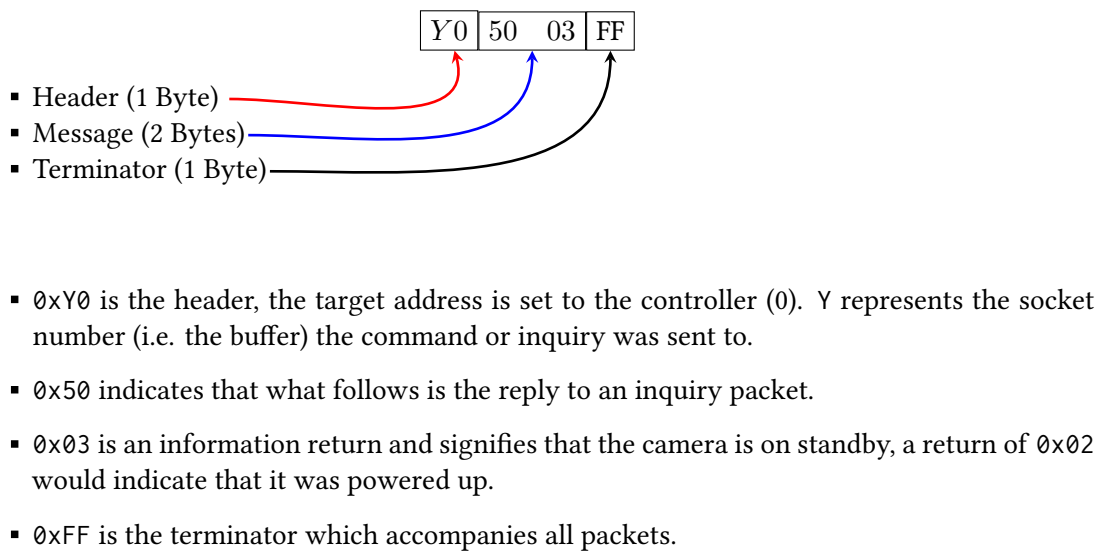 Y0 50 03 FF
▪ Header (1 Byte)
▪ Message (2 Bytes)
▪ Terminator (1 Byte)
▪ 0xY0 is the header, the target address is set to the controller (0). Y represents the socket
number (i.e. the buffer) the command or inquiry was sent to.
▪ 0x50 indicates that what follows is the reply to an inquiry packet.
▪ 0x03 is an information return and signifies that the camera is on standby, a return of 0x02
would indicate that it was powered up.
▪ 0xFF is the terminator which accompanies all packets.